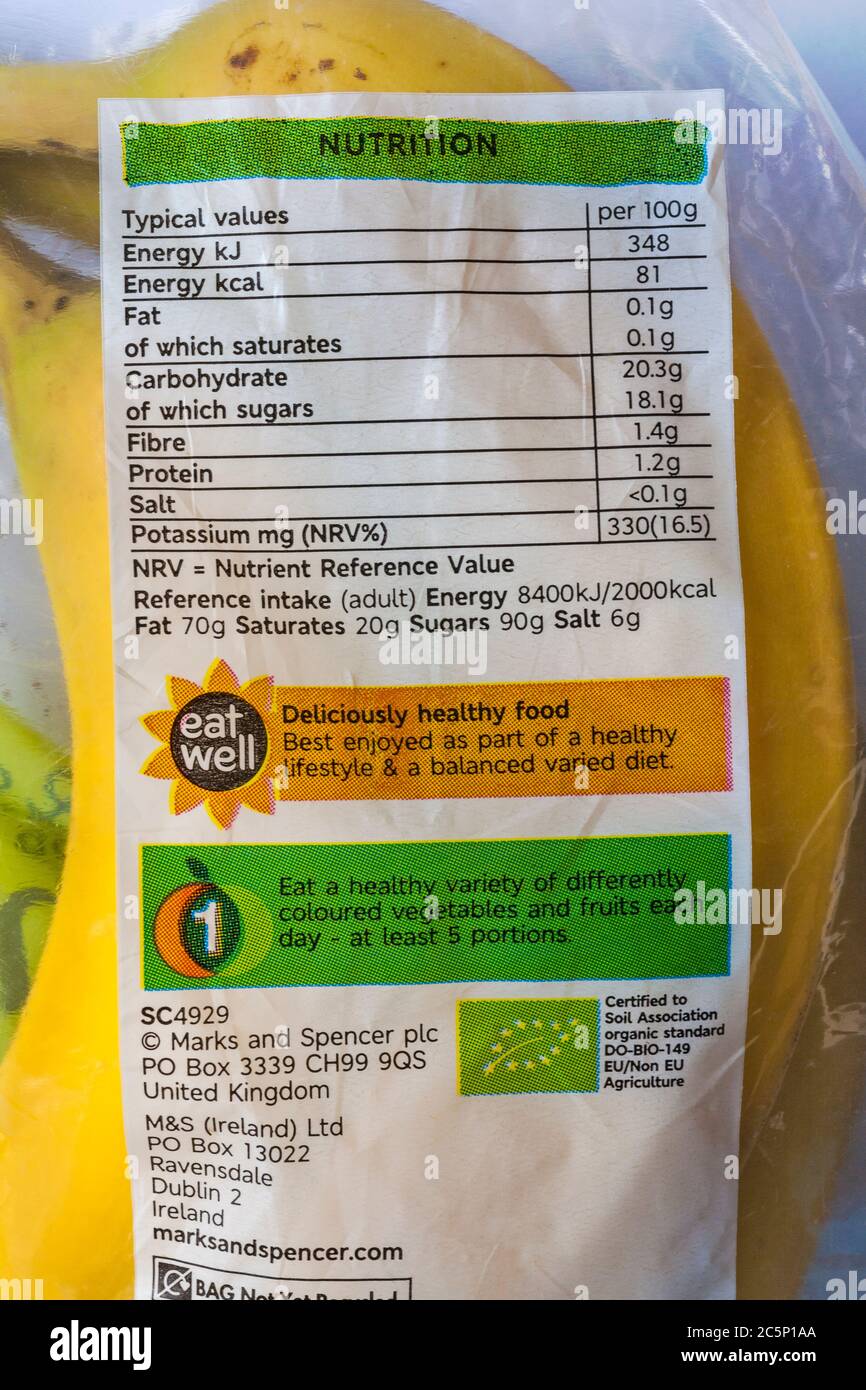 NUTRITION
Typical values per 100g
Energy kJ 348
Energy kcal 81
Fat 0.1g
of which saturates 0.1g
Carbohydrate 20.3g
of which sugars 18.1g
Fibre 1.4g
Protein 1.2g
Salt <0.1g
Potassium mg (NRV%) 330(16.5)
NRV = Nutrient Reference Value
Reference intake (adult) Energy 8400kJ/2000kcal
Fat 70g Saturates 20g Sugars 90g Salt 6g
eat
well
Deliciously healthy food
Best enjoyed as part of a healthy
lifestyle & a balanced varied diet.
1
Eat a healthy variety of differently
coloured vegetables and fruits each
day - at least 5 portions.
SC4929
© Marks and Spencer plc
PO Box 3339 CH99 9QS
United Kingdom
M&S (Ireland) Ltd
PO Box 13022
Ravensdale
Dublin 2
Ireland
marksandspencer.com
Certified to
Soil Association
organic standard
DO-BIO-149
EU/Non EU
Agriculture
BAG Not Yet Recycled
alamy
Image ID: 2C5P1AA
www.alamy.com